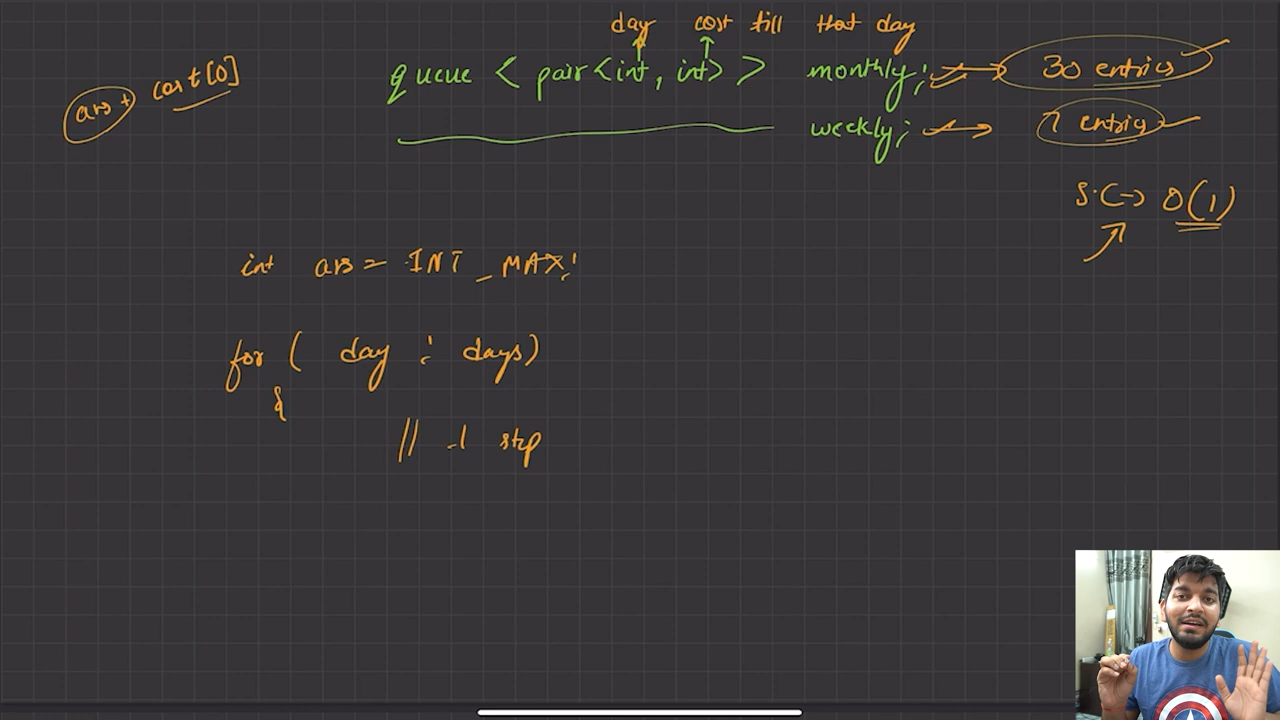 day cost till that day
queue < pair<int, int> > monthly; → 30 entries
weekly; → 7 entries
ans + cost[0]
S.C → O(1)
int ans = INT_MAX;
for ( day : days)
{
// 1 step